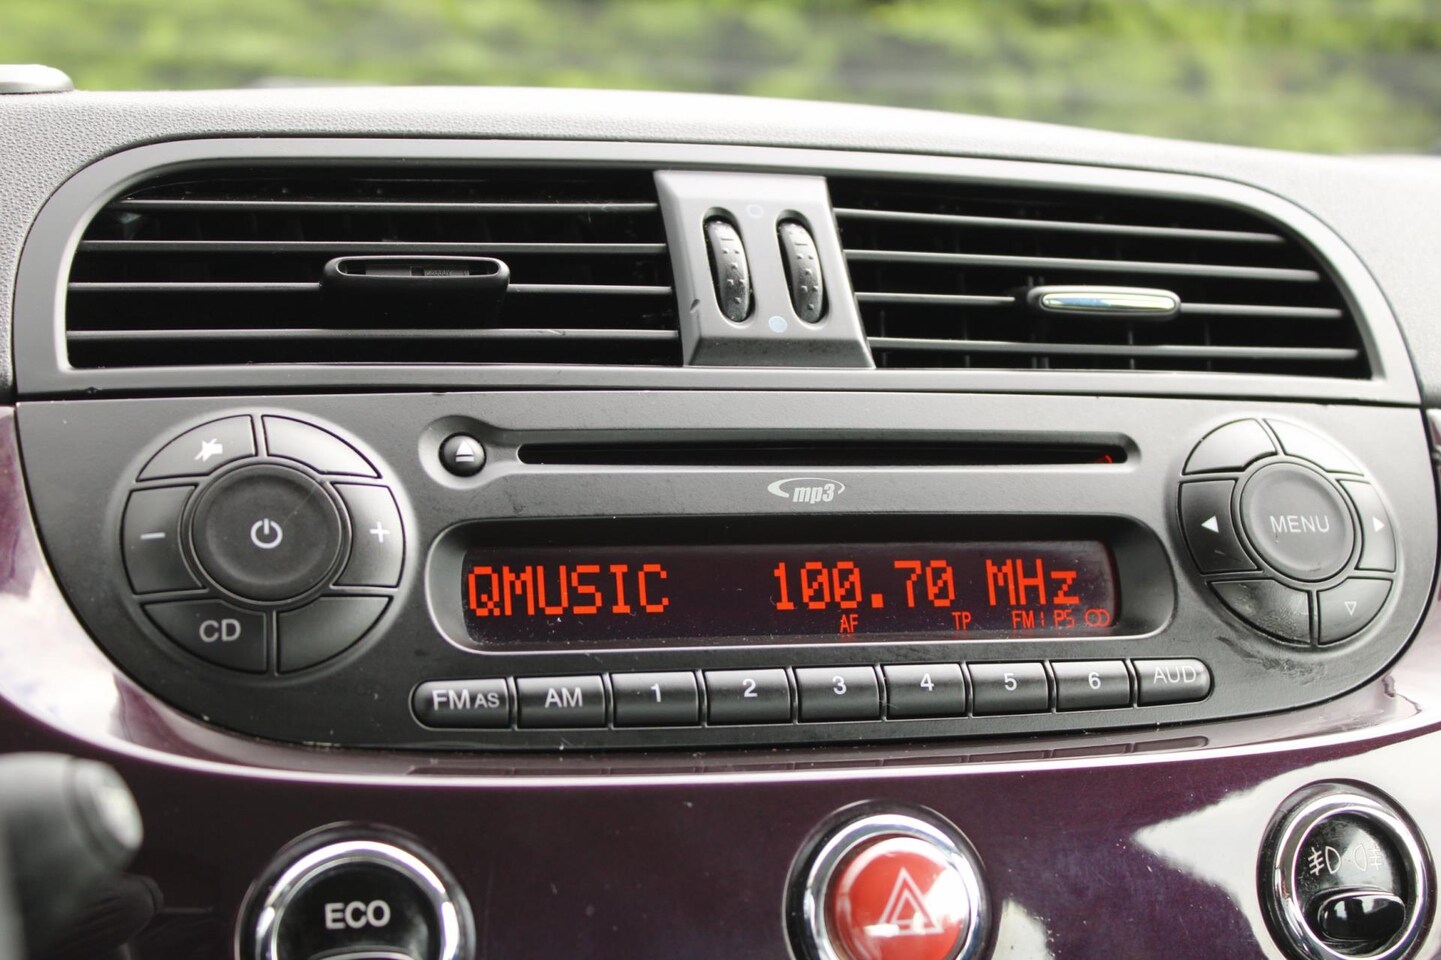 mp3
QMUSIC 100.70 MHz
AF TP FM1 PS
MENU
CD
FM AS AM 1 2 3 4 5 6 AUD
ECO